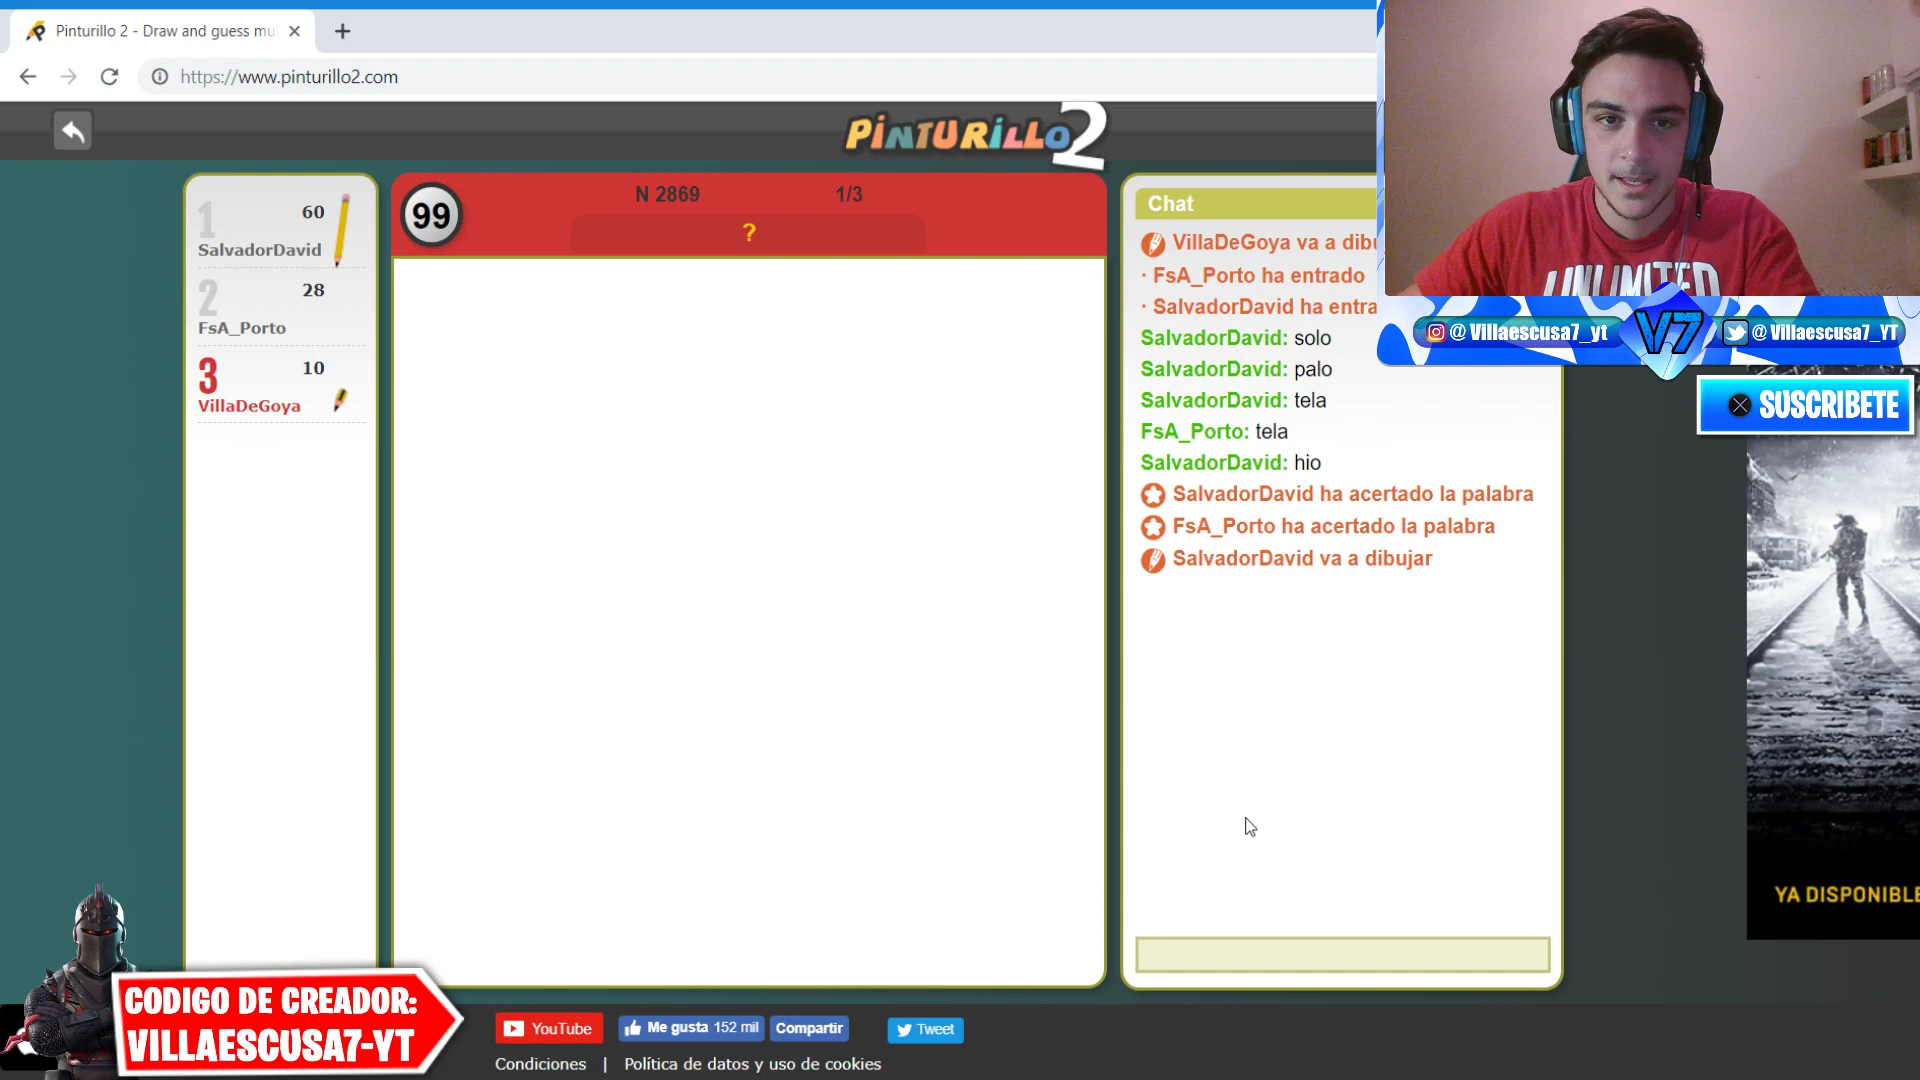 Pinturillo 2 - Draw and guess mu
https://www.pinturillo2.com
PiNTURiLLO2
1
60
SalvadorDavid
2
28
FsA_Porto
3
10
VillaDeGoya
99
N 2869
1/3
?
Chat
VillaDeGoya va a dibu
· FsA_Porto ha entrado
· SalvadorDavid ha entra
SalvadorDavid: solo
SalvadorDavid: palo
SalvadorDavid: tela
FsA_Porto: tela
SalvadorDavid: hio
SalvadorDavid ha acertado la palabra
FsA_Porto ha acertado la palabra
SalvadorDavid va a dibujar
UNLIMITED
@Villaescusa7_yt
V7
@Villaescusa7_YT
SUSCRIBETE
YA DISPONIBLE
CODIGO DE CREADOR:
VILLAESCUSA7-YT
YouTube
Me gusta 152 mil
Compartir
Tweet
Condiciones | Política de datos y uso de cookies